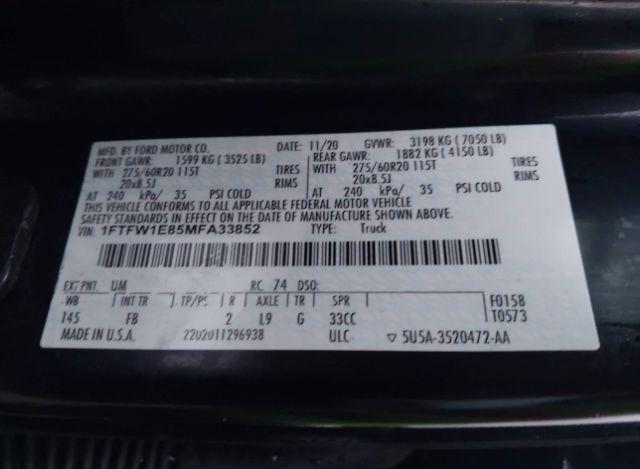 MFD. BY FORD MOTOR CO. DATE: 11/20 GVWR: 3198 KG ( 7050 LB)
FRONT GAWR: 1599 KG ( 3525 LB) REAR GAWR: 1882 KG ( 4150 LB)
WITH 275/60R20 115T TIRES WITH 275/60R20 115T TIRES
20x8.5J RIMS 20x8.5J RIMS
AT 240 kPa/ 35 PSI COLD AT 240 kPa/ 35 PSI COLD
THIS VEHICLE CONFORMS TO ALL APPLICABLE FEDERAL MOTOR VEHICLE
SAFETY STANDARDS IN EFFECT ON THE DATE OF MANUFACTURE SHOWN ABOVE.
VIN: 1FTFW1E85MFA33852 TYPE: Truck
EXT PNT: UM RC: 74 DSO:
WB INT TR TP/PS R AXLE TR SPR F0158
145 FB 2 L9 G 33CC T0573
MADE IN U.S.A. 2202011296938 ULC ▽ 5U5A-3520472-AA